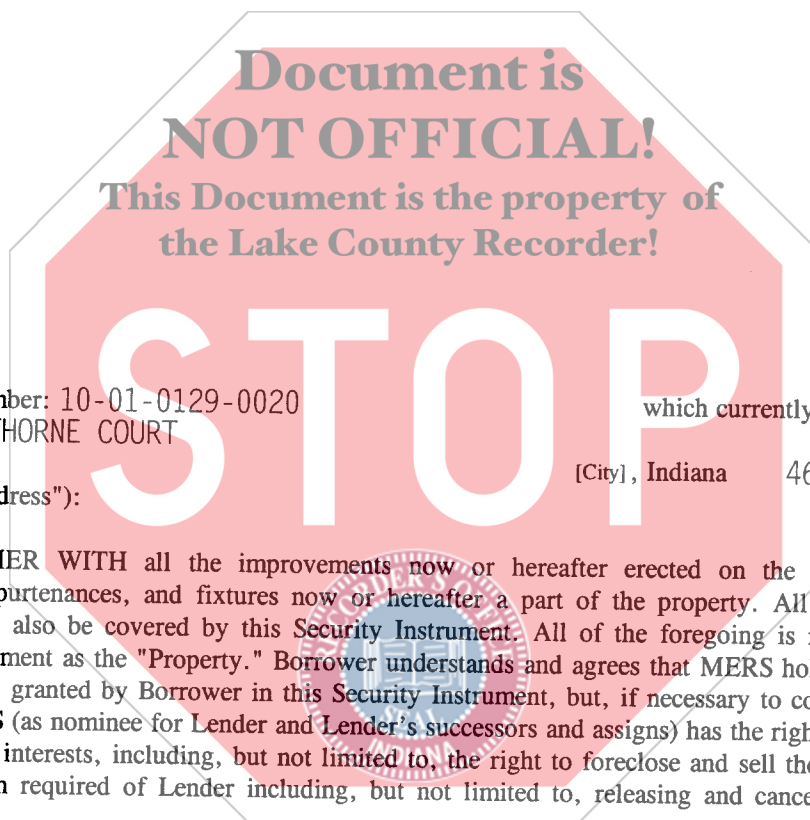 Document is
NOT OFFICIAL!
This Document is the property of
the Lake County Recorder!
STOP
nber: 10-01-0129-0020 which currently
HORNE COURT
[City], Indiana 46
dress"):
IER WITH all the improvements now or hereafter erected on the
purtenances, and fixtures now or hereafter a part of the property. All
also be covered by this Security Instrument. All of the foregoing is
ment as the "Property." Borrower understands and agrees that MERS ho
granted by Borrower in this Security Instrument, but, if necessary to co
S (as nominee for Lender and Lender's successors and assigns) has the righ
interests, including, but not limited to, the right to foreclose and sell the
n required of Lender including, but not limited to, releasing and cance
RECORDER'S OFFICE
SEAL
INDIANA